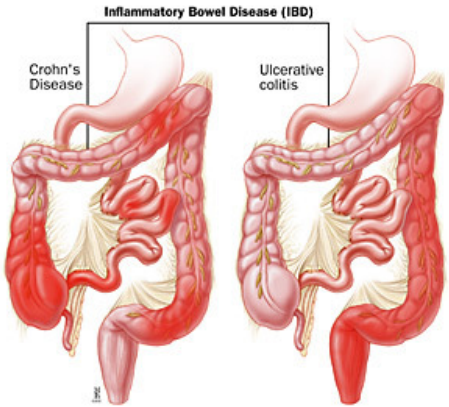 Inflammatory Bowel Disease (IBD)
Crohn's
Disease
Ulcerative
colitis